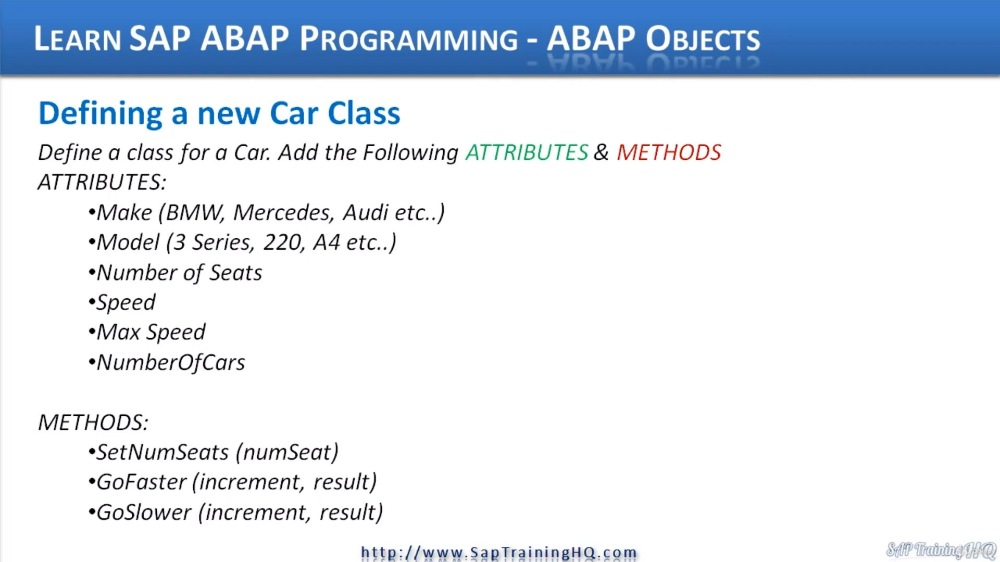 LEARN SAP ABAP PROGRAMMING - ABAP OBJECTS
Defining a new Car Class
Define a class for a Car. Add the Following ATTRIBUTES & METHODS
ATTRIBUTES:
•Make (BMW, Mercedes, Audi etc..)
•Model (3 Series, 220, A4 etc..)
•Number of Seats
•Speed
•Max Speed
•NumberOfCars
METHODS:
•SetNumSeats (numSeat)
•GoFaster (increment, result)
•GoSlower (increment, result)
http://www.SapTrainingHQ.com
SAP TrainingHQ